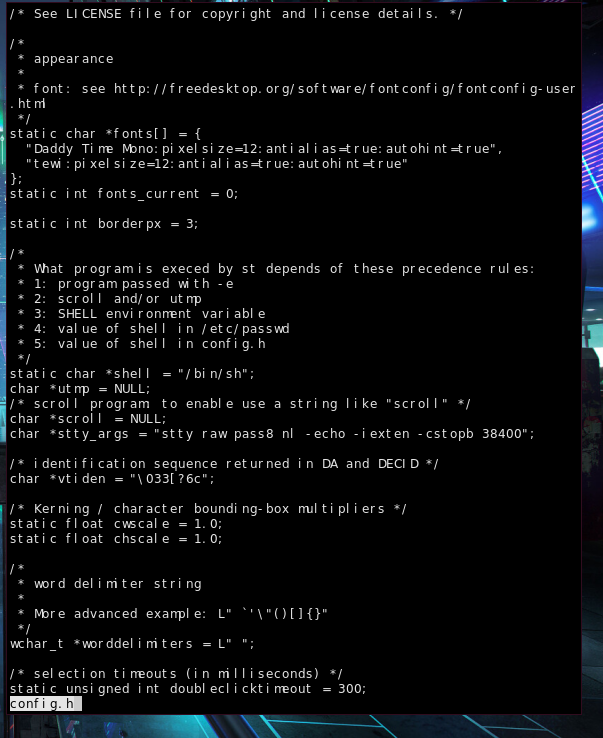 /* See LICENSE file for copyright and license details. */
/*
 * appearance
 *
 * font: see http://freedesktop.org/software/fontconfig/fontconfig-user
.html
 */
static char *fonts[] = {
  "Daddy Time Mono:pixelsize=12:antialias=true:autohint=true",
  "tewi:pixelsize=12:antialias=true:autohint=true"
};
static int fonts_current = 0;
static int borderpx = 3;
/*
 * What program is execed by st depends of these precedence rules:
 * 1: program passed with -e
 * 2: scroll and/or utmp
 * 3: SHELL environment variable
 * 4: value of shell in /etc/passwd
 * 5: value of shell in config.h
 */
static char *shell = "/bin/sh";
char *utmp = NULL;
/* scroll program: to enable use a string like "scroll" */
char *scroll = NULL;
char *stty_args = "stty raw pass8 nl -echo -iexten -cstopb 38400";
/* identification sequence returned in DA and DECID */
char *vtiden = "\033[?6c";
/* Kerning / character bounding-box multipliers */
static float cwscale = 1.0;
static float chscale = 1.0;
/*
 * word delimiter string
 *
 * More advanced example: L" `'\"()[]{}"
 */
wchar_t *worddelimiters = L" ";
/* selection timeouts (in milliseconds) */
static unsigned int doubleclicktimeout = 300;
config.h